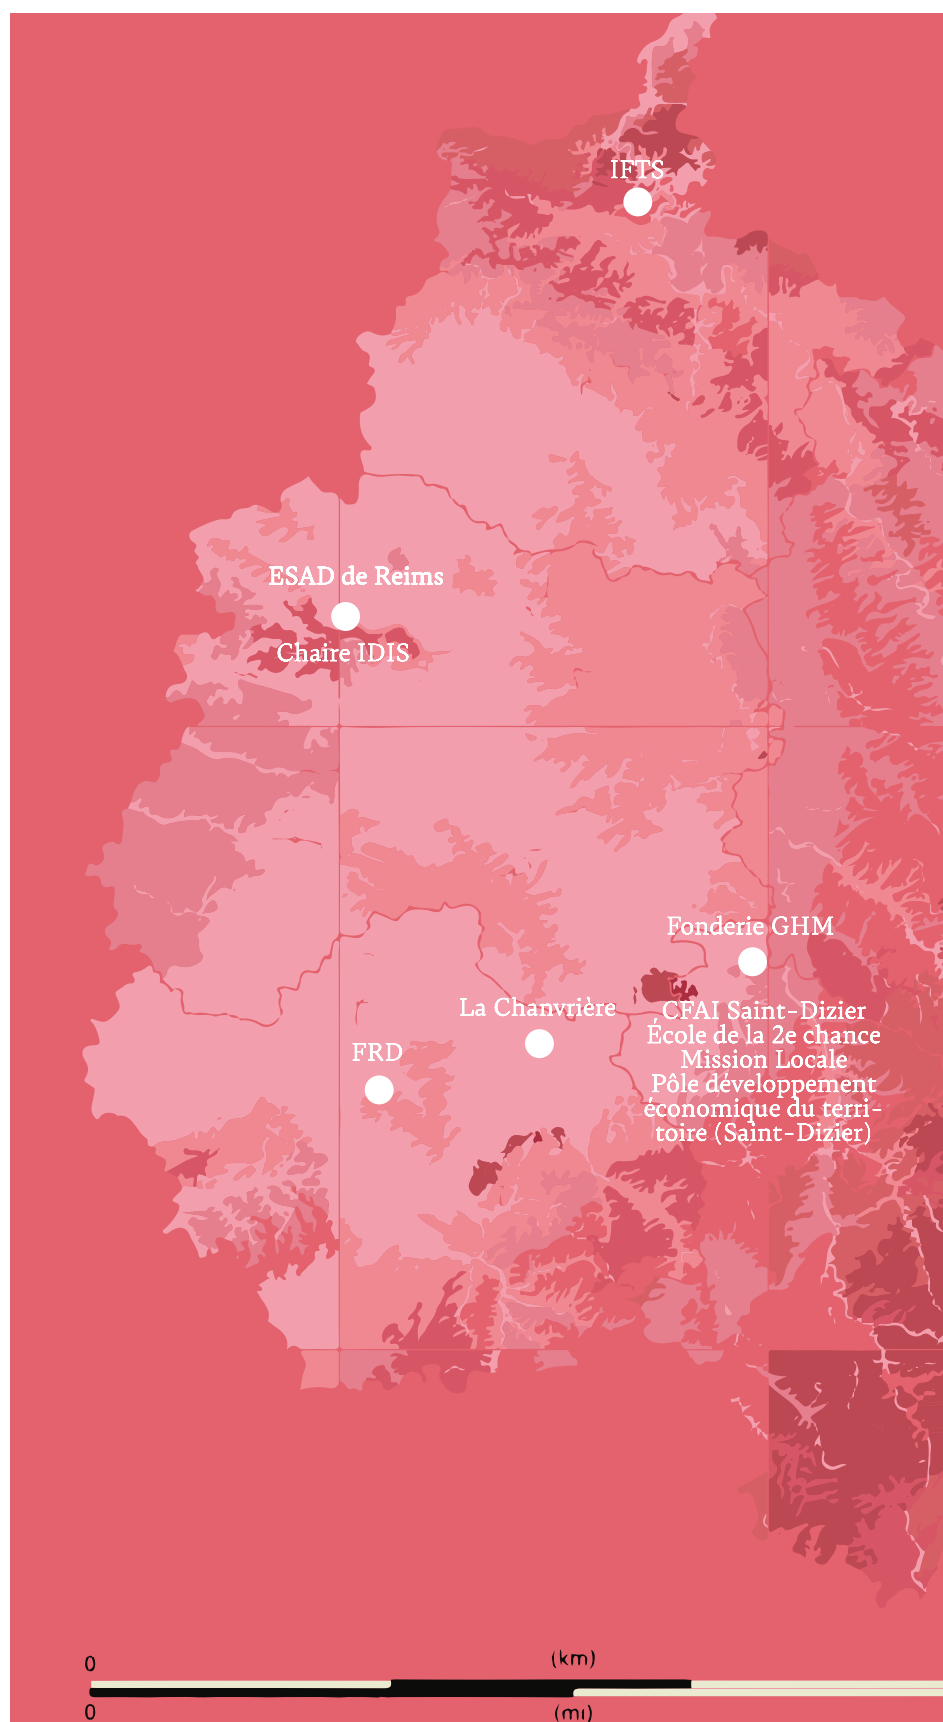 IFTS
ESAD de Reims
Chaire IDIS
Fonderie GHM
La Chanvrière
CFAI Saint-Dizier
École de la 2e chance
Mission Locale
Pôle développement
économique du terri-
toire (Saint-Dizier)
FRD
0
(km)
0
(mi)